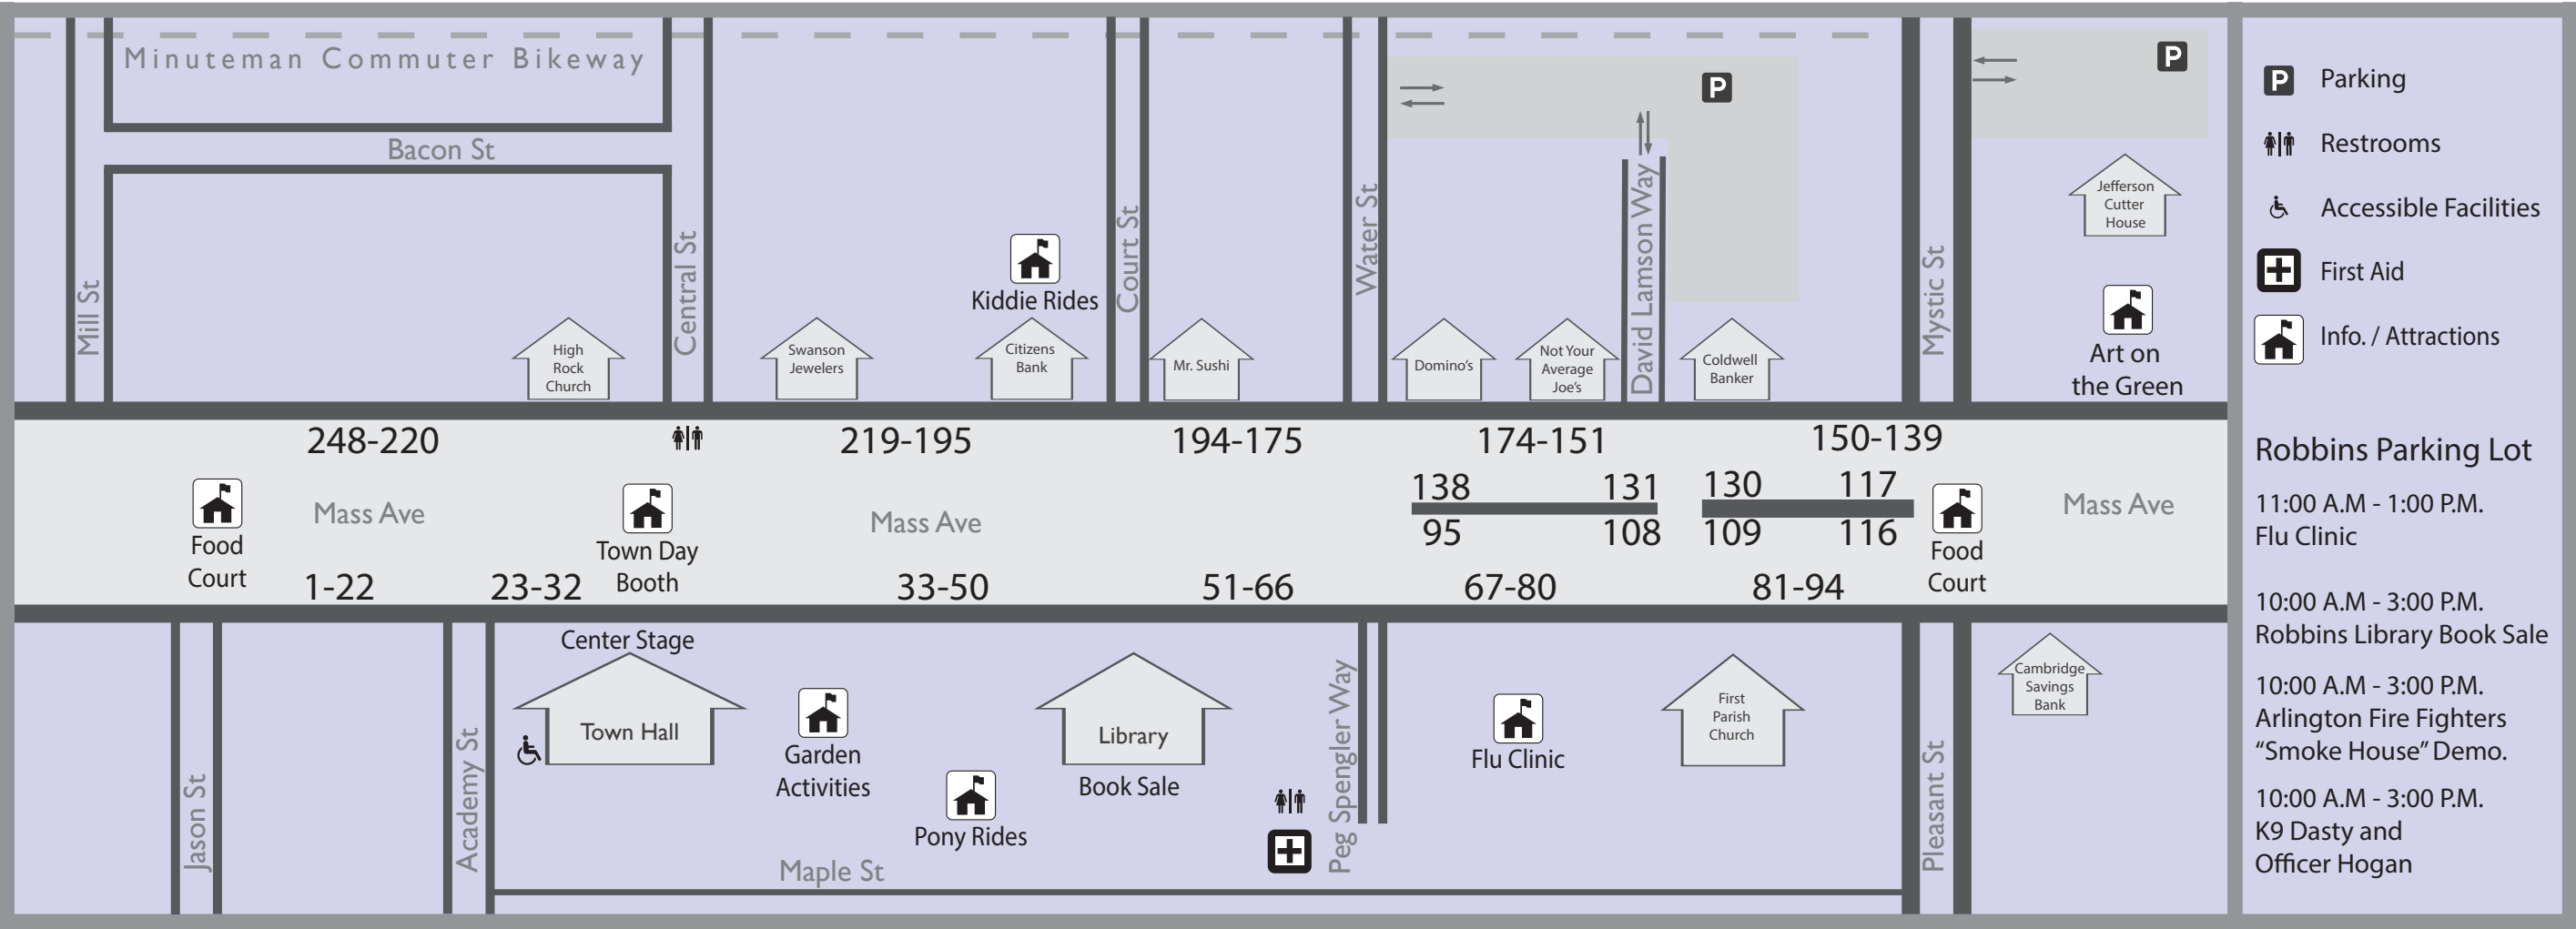 Minuteman Commuter Bikeway
Bacon St
Mill St
Central St
Court St
Water St
David Lamson Way
Mystic St
P
P
Kiddie Rides
High
Rock
Church
Swanson
Jewelers
Citizens
Bank
Mr. Sushi
Domino's
Not Your
Average
Joe's
Coldwell
Banker
Jefferson
Cutter
House
Art on
the Green
248-220
219-195
194-175
174-151
150-139
138
131
130
117
95
108
109
116
Mass Ave
Mass Ave
Mass Ave
Food
Court
Town Day
Booth
Food
Court
1-22
23-32
33-50
51-66
67-80
81-94
Jason St
Academy St
Center Stage
Town Hall
Garden
Activities
Pony Rides
Library
Book Sale
Peg Spengler Way
Flu Clinic
First
Parish
Church
Pleasant St
Cambridge
Savings
Bank
Maple St
P Parking
Restrooms
Accessible Facilities
First Aid
Info. / Attractions
Robbins Parking Lot
11:00 A.M - 1:00 P.M.
Flu Clinic
10:00 A.M - 3:00 P.M.
Robbins Library Book Sale
10:00 A.M - 3:00 P.M.
Arlington Fire Fighters
“Smoke House” Demo.
10:00 A.M - 3:00 P.M.
K9 Dasty and
Officer Hogan